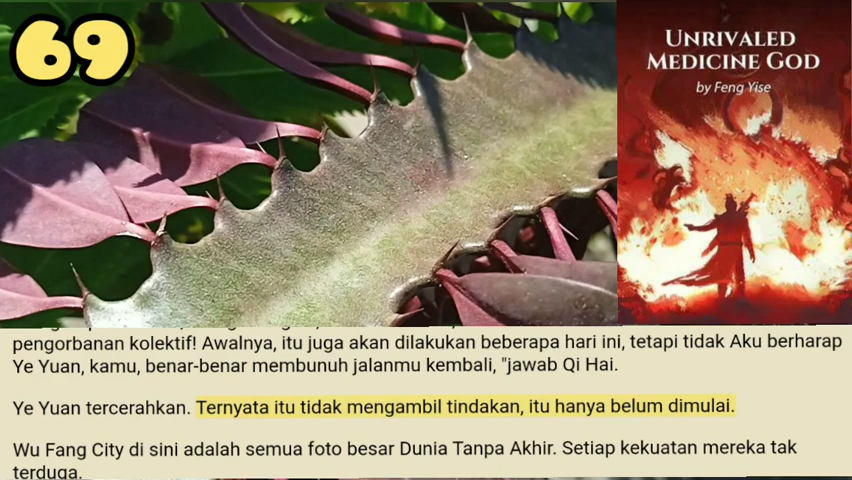 69
UNRIVALED
MEDICINE GOD
by Feng Yise
pengorbanan kolektif! Awalnya, itu juga akan dilakukan beberapa hari ini, tetapi tidak Aku berharap
Ye Yuan, kamu, benar-benar membunuh jalanmu kembali, "jawab Qi Hai.
Ye Yuan tercerahkan. Ternyata itu tidak mengambil tindakan, itu hanya belum dimulai.
Wu Fang City di sini adalah semua foto besar Dunia Tanpa Akhir. Setiap kekuatan mereka tak
terduga.